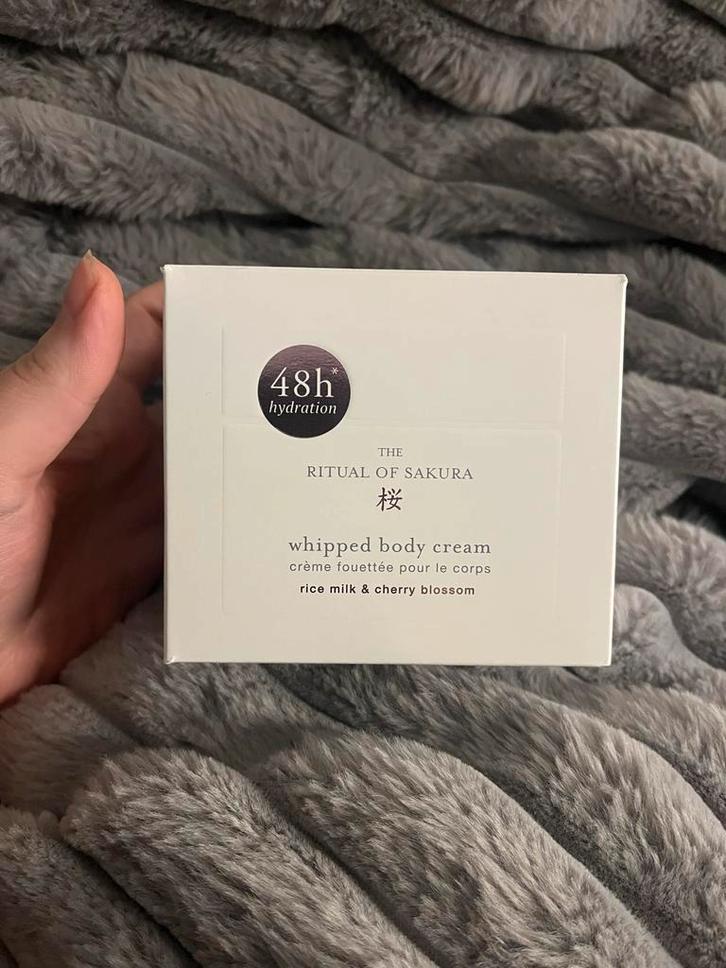 48h*
hydration
THE
RITUAL OF SAKURA
桜
whipped body cream
crème fouettée pour le corps
rice milk & cherry blossom